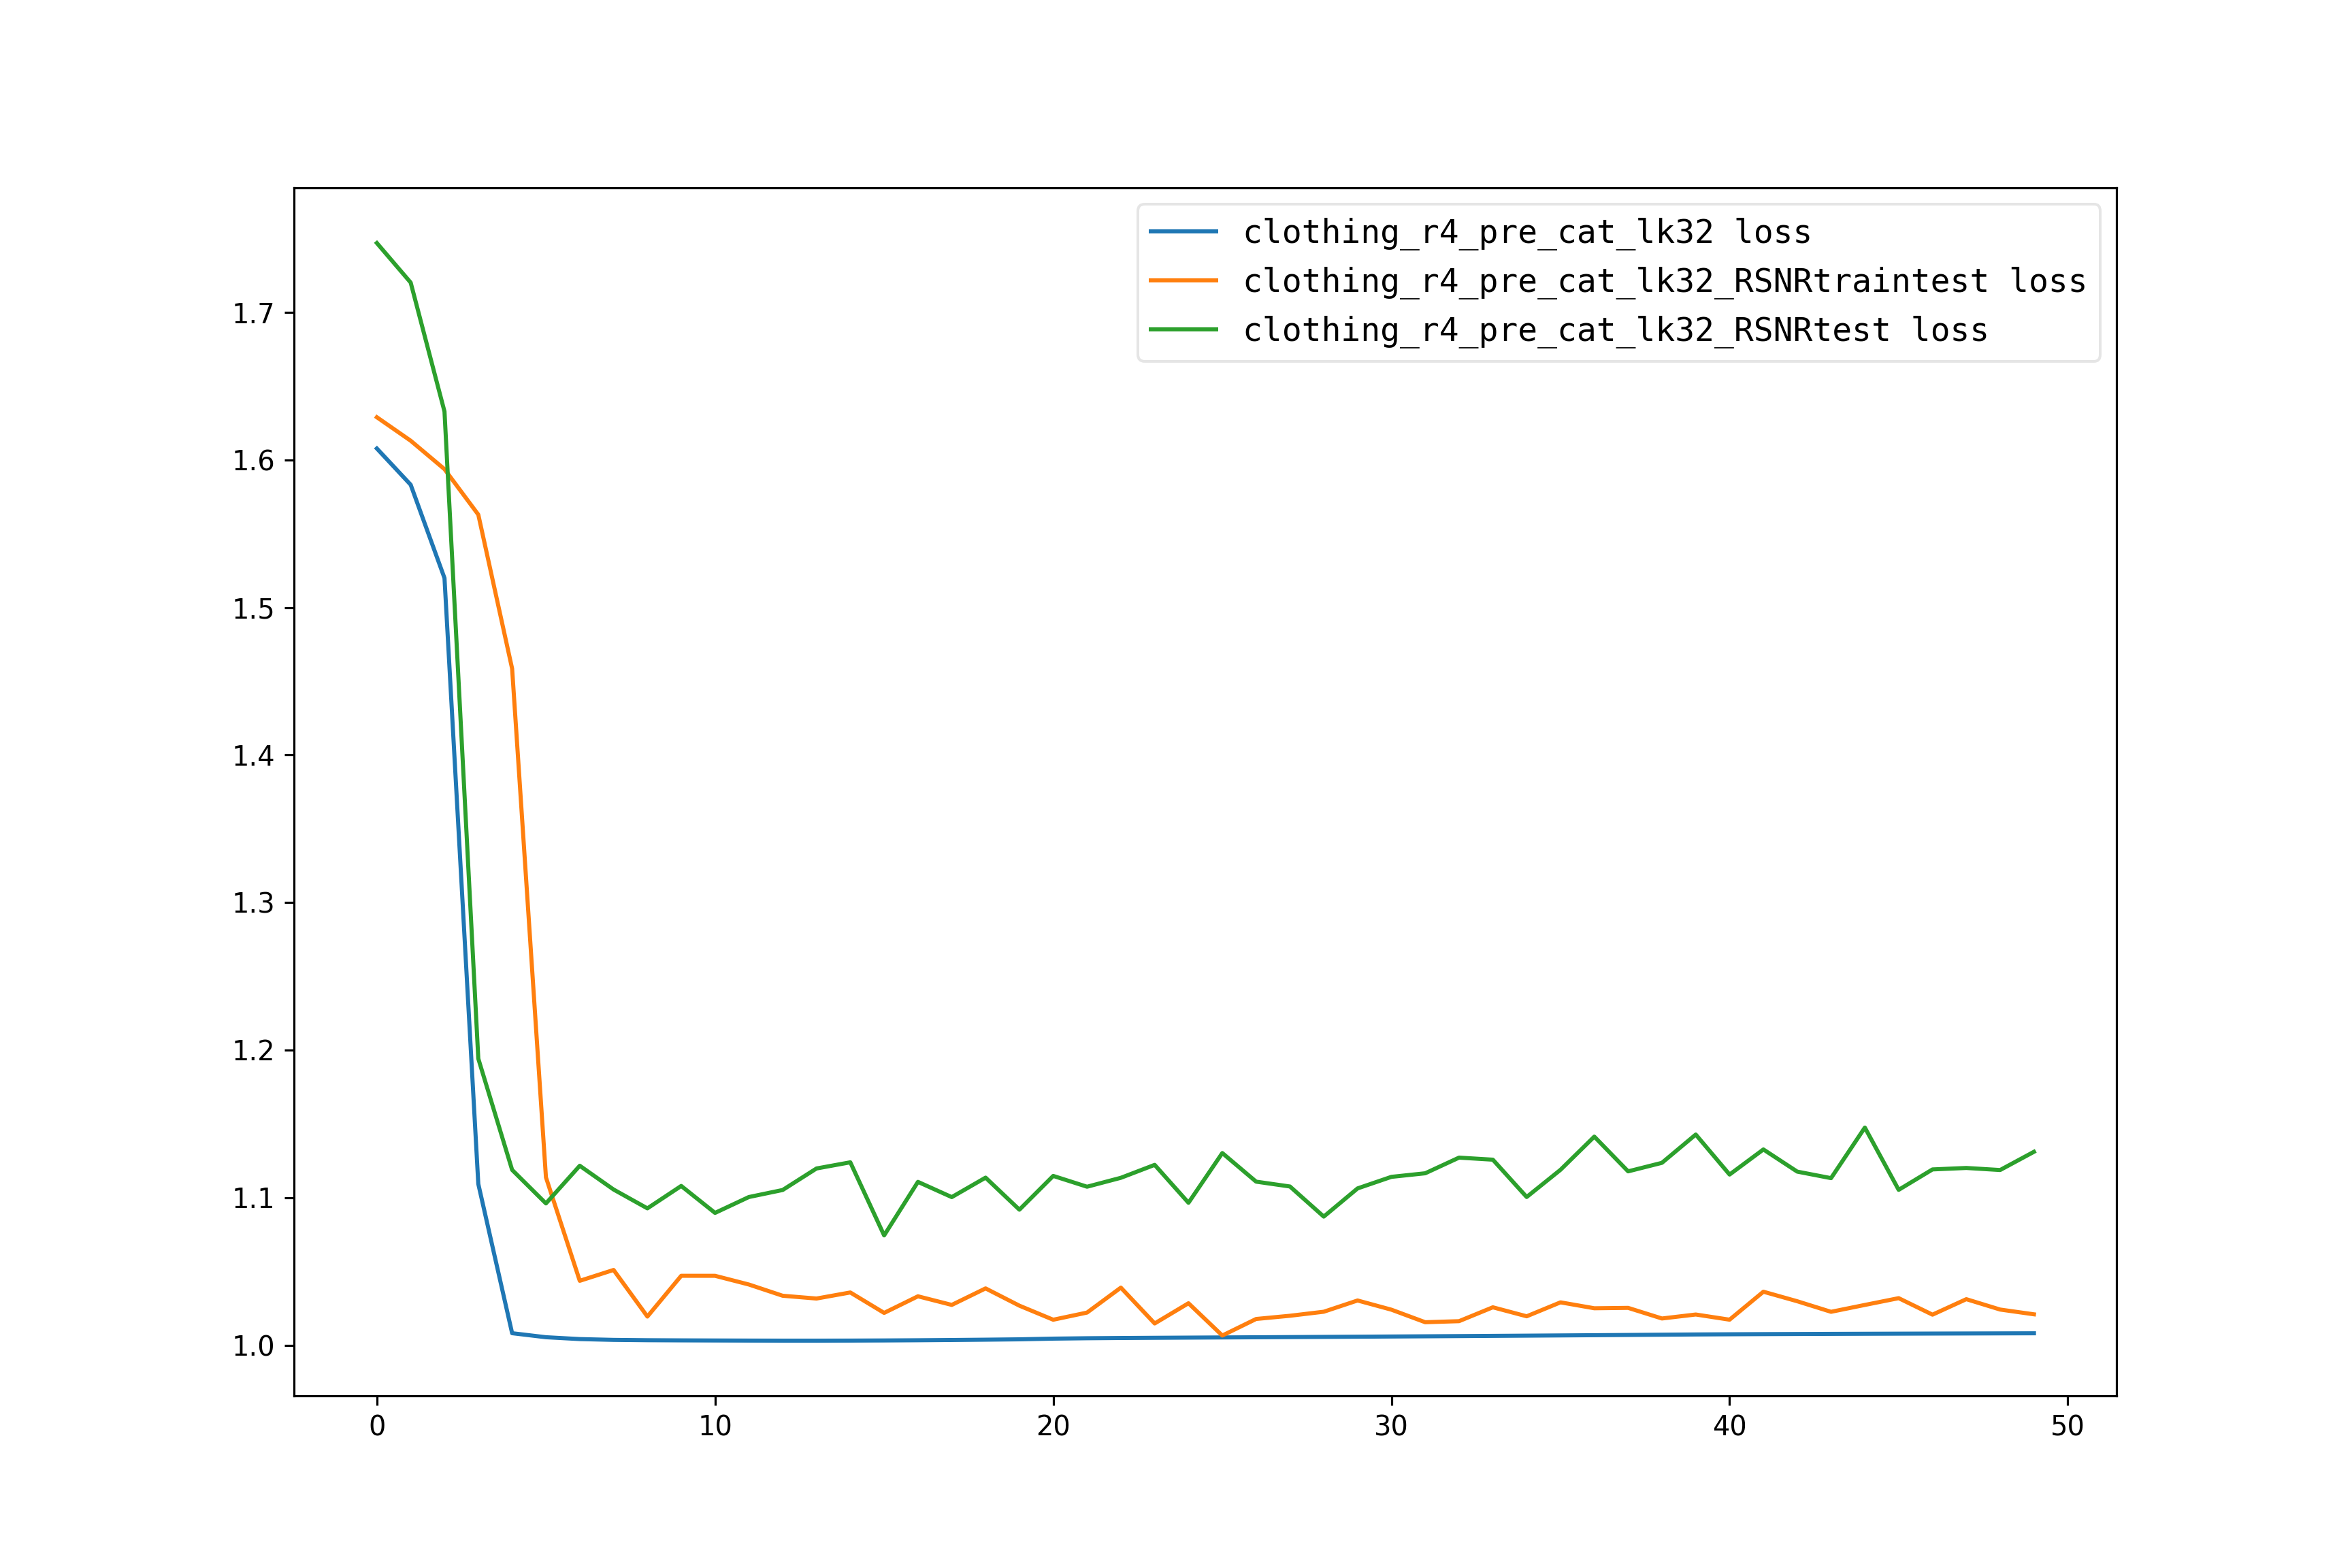 clothing_r4_pre_cat_lk32 loss
clothing_r4_pre_cat_lk32_RSNRtraintest loss
clothing_r4_pre_cat_lk32_RSNRtest loss
1.7
1.6
1.5
1.4
1.3
1.2
1.1
1.0
0 10 20 30 40 50